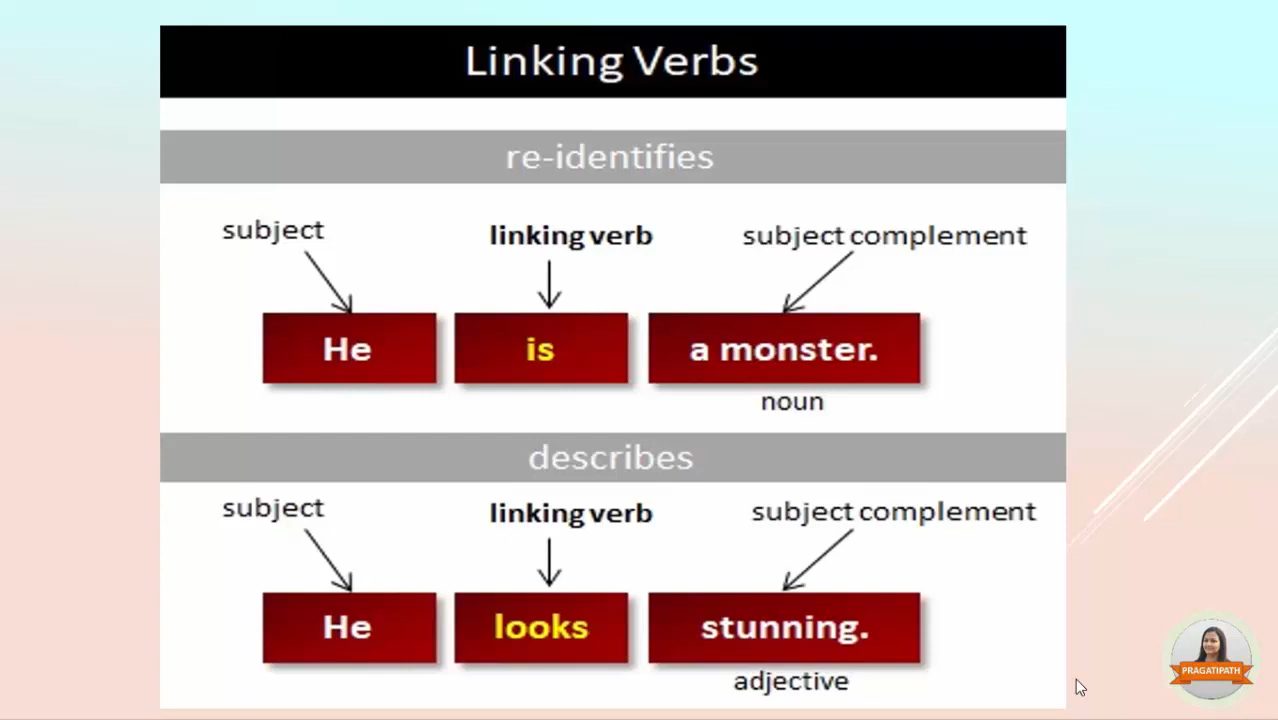 Linking Verbs
re-identifies
subject linking verb subject complement
He is a monster.
noun
describes
subject linking verb subject complement
He looks stunning.
adjective
PRAGATIPATH